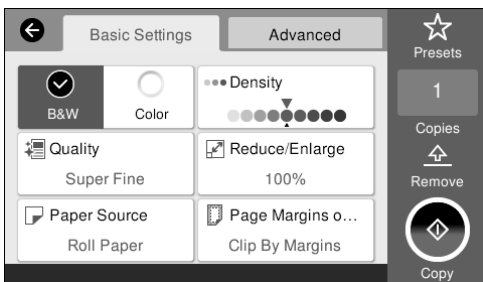 Basic Settings
Advanced
Presets
B&W
Color
Density
1
Copies
Quality
Super Fine
Reduce/Enlarge
100%
Remove
Paper Source
Roll Paper
Page Margins o...
Clip By Margins
Copy